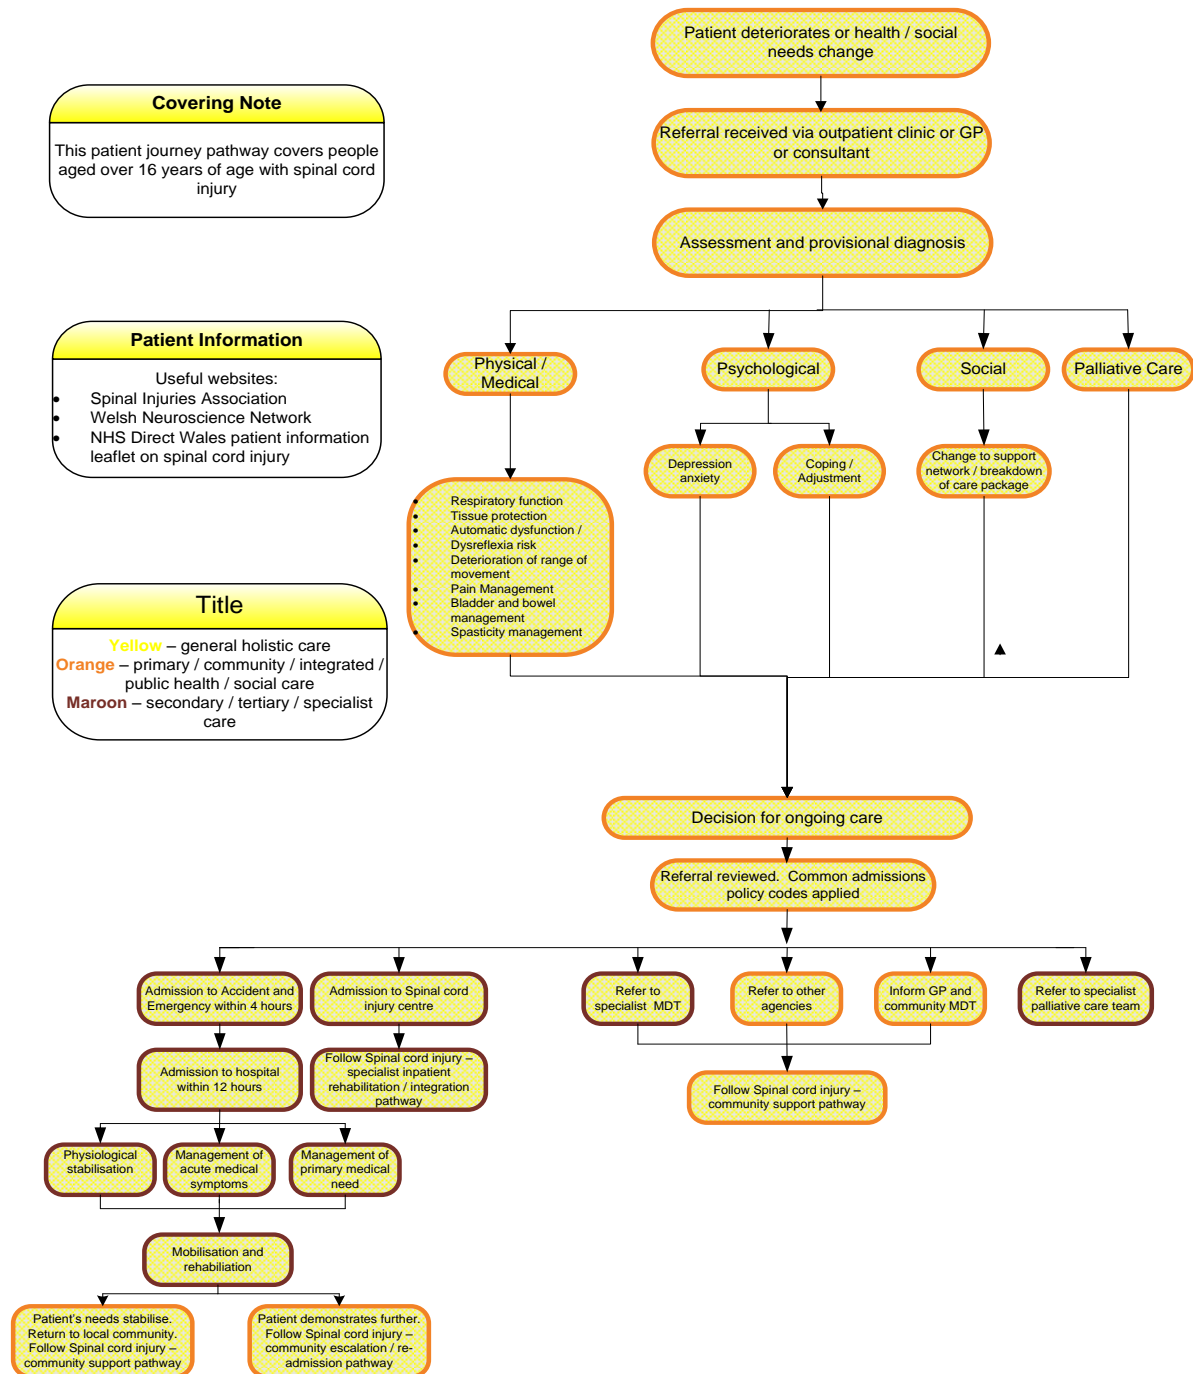 Patient deteriorates or health / social
needs change
Covering Note
This patient journey pathway covers people
aged over 16 years of age with spinal cord
injury
Referral received via outpatient clinic or GP
or consultant
Assessment and provisional diagnosis
Patient Information
Useful websites:
• Spinal Injuries Association
• Welsh Neuroscience Network
• NHS Direct Wales patient information
leaflet on spinal cord injury
Physical /
Medical
Psychological
Social
Palliative Care
Depression
anxiety
Coping /
Adjustment
Change to support
network / breakdown
of care package
• Respiratory function
• Tissue protection
• Automatic dysfunction /
• Dysreflexia risk
• Deterioration of range of
movement
• Pain Management
• Bladder and bowel
management
• Spasticity management
Title
Yellow – general holistic care
Orange – primary / community / integrated /
public health / social care
Maroon – secondary / tertiary / specialist
care
Decision for ongoing care
Referral reviewed. Common admissions
policy codes applied
Admission to Accident and
Emergency within 4 hours
Admission to Spinal cord
injury centre
Refer to
specialist MDT
Refer to other
agencies
Inform GP and
community MDT
Refer to specialist
palliative care team
Admission to hospital
within 12 hours
Follow Spinal cord injury –
specialist inpatient
rehabilitation / integration
pathway
Follow Spinal cord injury –
community support pathway
Physiological
stabilisation
Management of
acute medical
symptoms
Management of
primary medical
need
Mobilisation and
rehabiliation
Patient's needs stabilise.
Return to local community.
Follow Spinal cord injury –
community support pathway
Patient demonstrates further.
Follow Spinal cord injury –
community escalation / re-
admission pathway